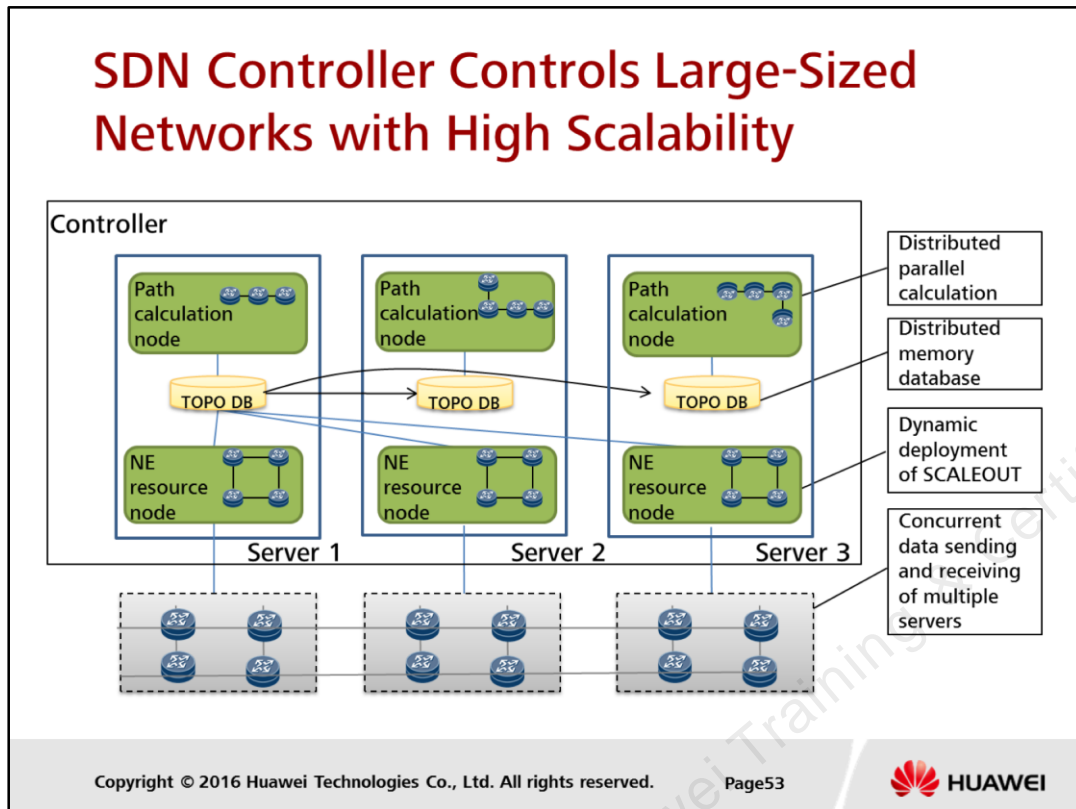 SDN Controller Controls Large-Sized
Networks with High Scalability
Controller
Path
calculation
node
Path
calculation
node
Path
calculation
node
TOPO DB
TOPO DB
TOPO DB
NE
resource
node
NE
resource
node
NE
resource
node
Server 1
Server 2
Server 3
Distributed
parallel
calculation
Distributed
memory
database
Dynamic
deployment
of SCALEOUT
Concurrent
data sending
and receiving
of multiple
servers
Training &
Copyright © 2016 Huawei Technologies Co., Ltd. All rights reserved.
Page53
HUAWEI